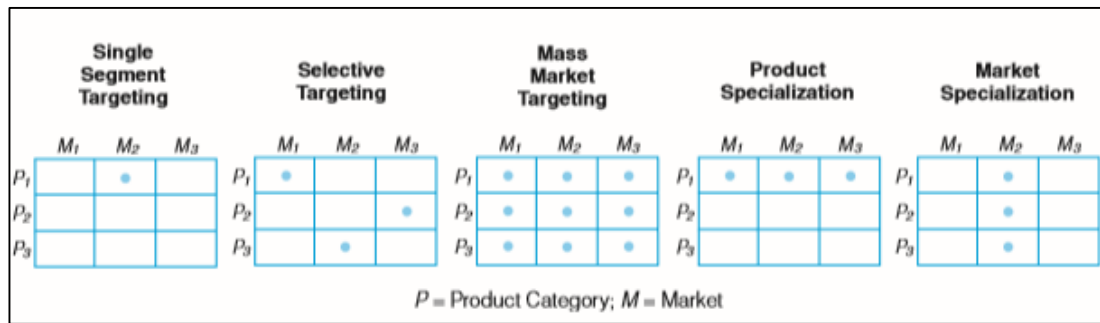 Single
Segment
Targeting
Selective
Targeting
Mass
Market
Targeting
Product
Specialization
Market
Specialization
M₁ M₂ M₃
P₁
P₂
P₃
M₁ M₂ M₃
P₁
P₂
P₃
M₁ M₂ M₃
P₁
P₂
P₃
M₁ M₂ M₃
P₁
P₂
P₃
M₁ M₂ M₃
P₁
P₂
P₃
P = Product Category; M = Market